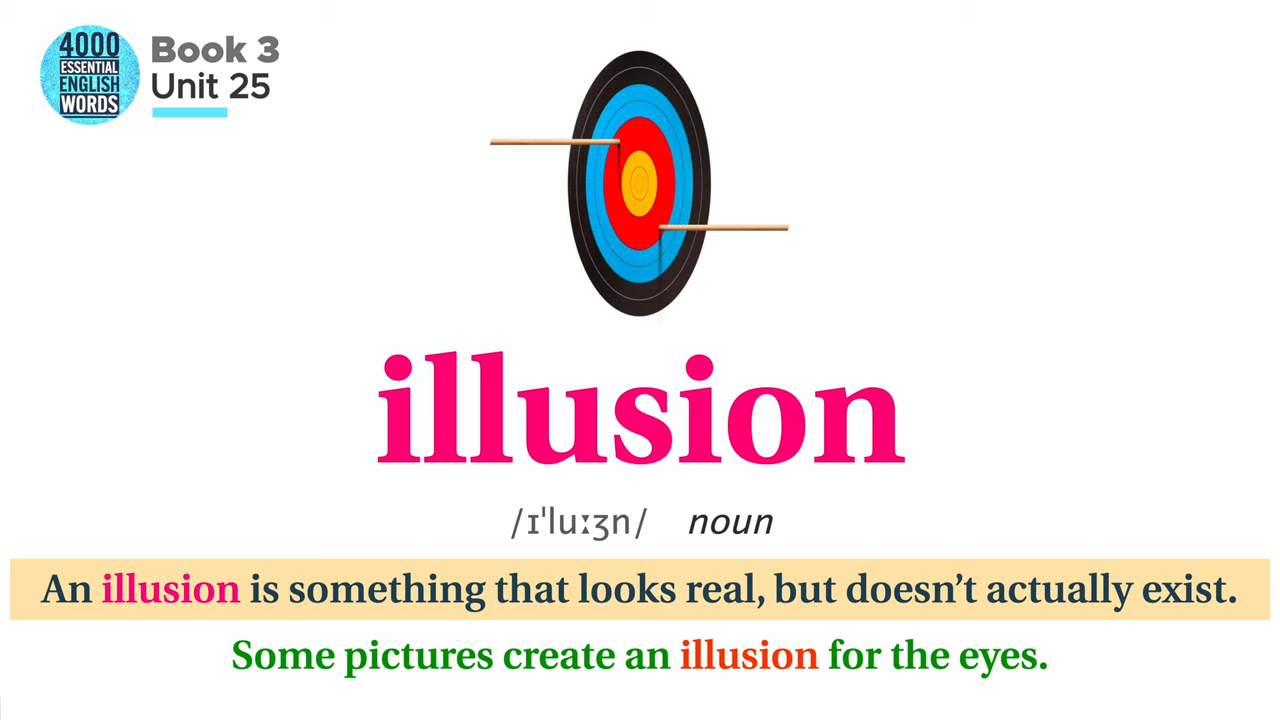 4000
ESSENTIAL
ENGLISH
WORDS
Book 3
Unit 25
illusion
/ɪˈluːʒn/ noun
An illusion is something that looks real, but doesn’t actually exist.
Some pictures create an illusion for the eyes.